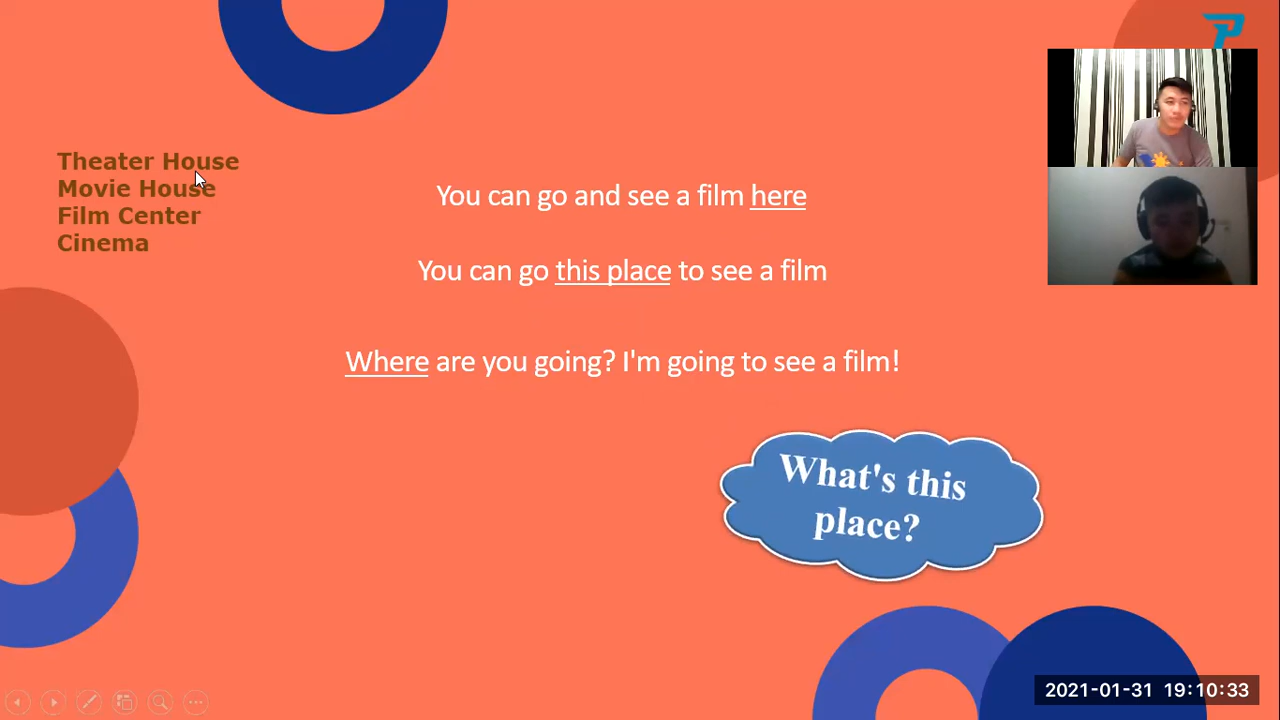 Theater House
Movie House
Film Center
Cinema
You can go and see a film here
You can go this place to see a film
Where are you going? I'm going to see a film!
What's this
place?
2021-01-31 19:10:33